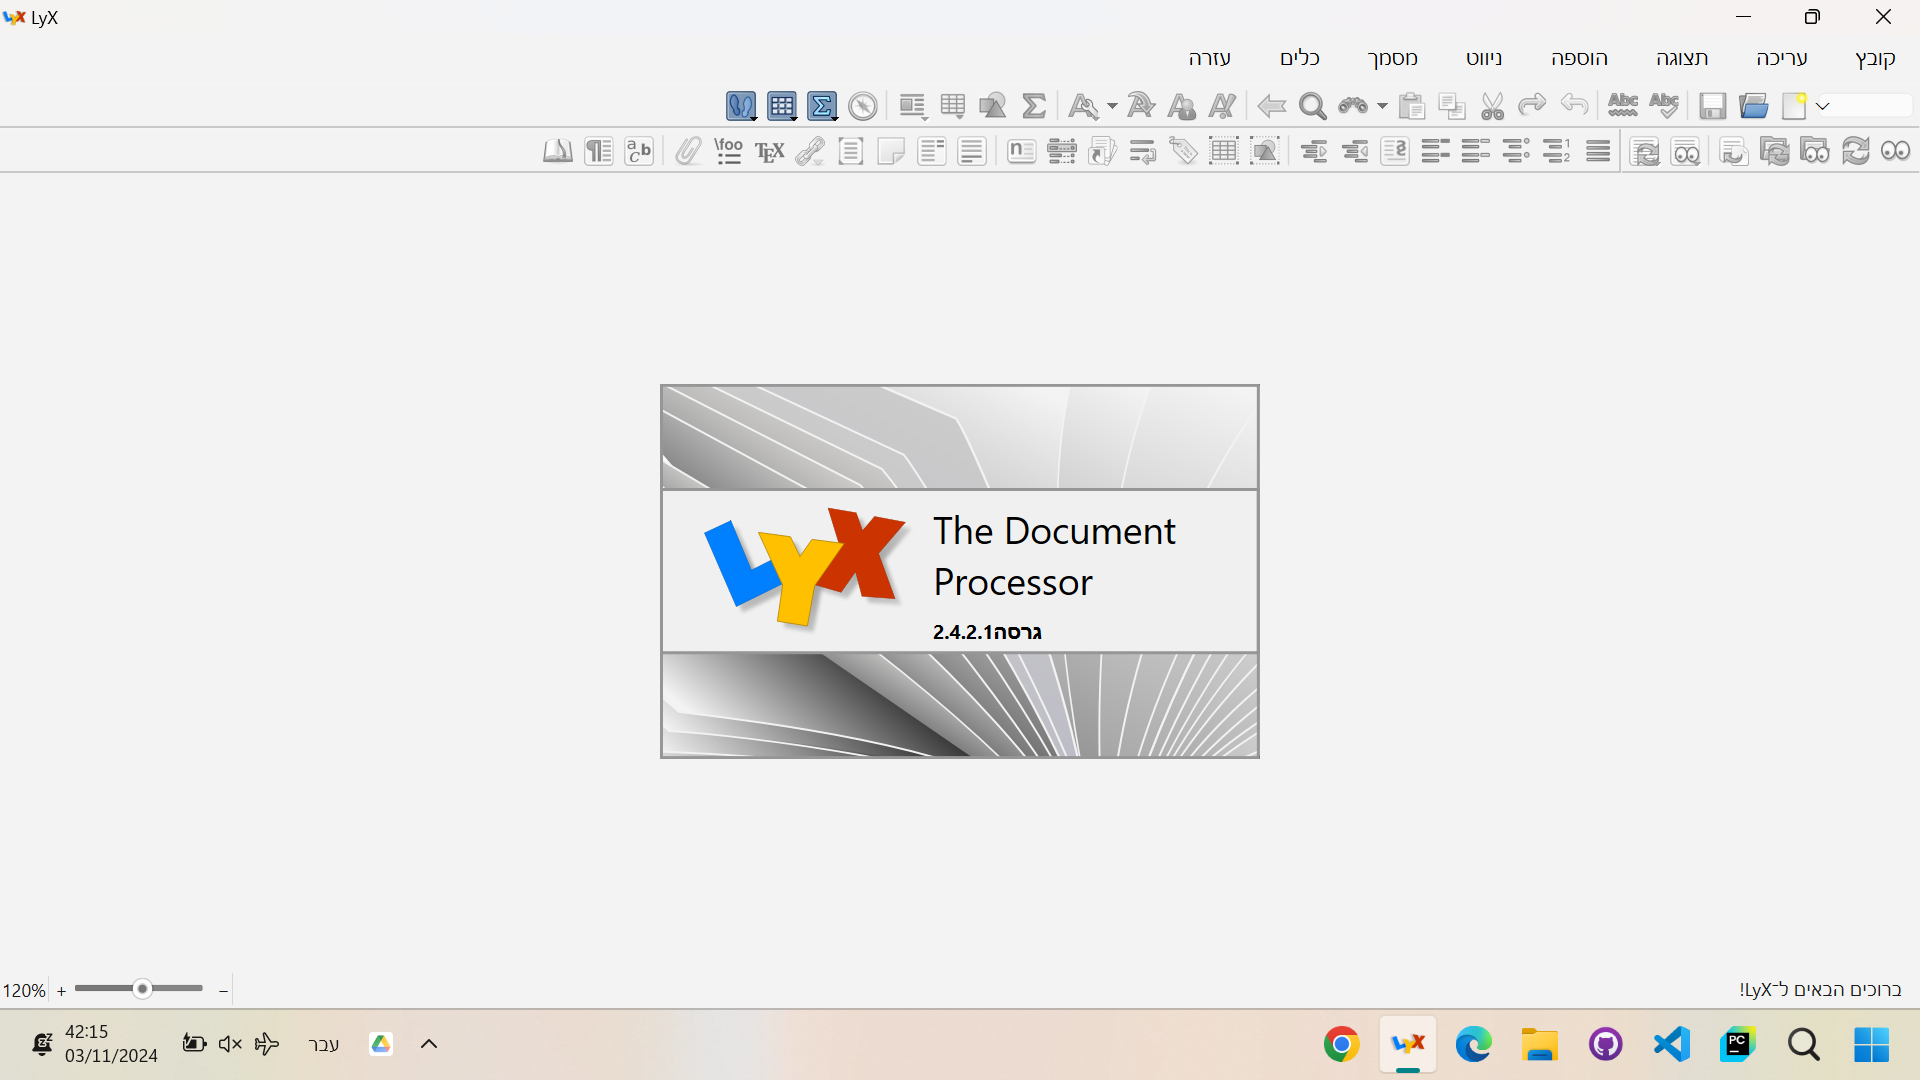 LyX
קובץ עריכה תצוגה הוספה ניווט מסמך כלים עזרה
LyX
The Document
Processor
גרסה2.4.2.1
ברוכים הבאים ל־LyX!
120% + −
42:15
03/11/2024
עבר